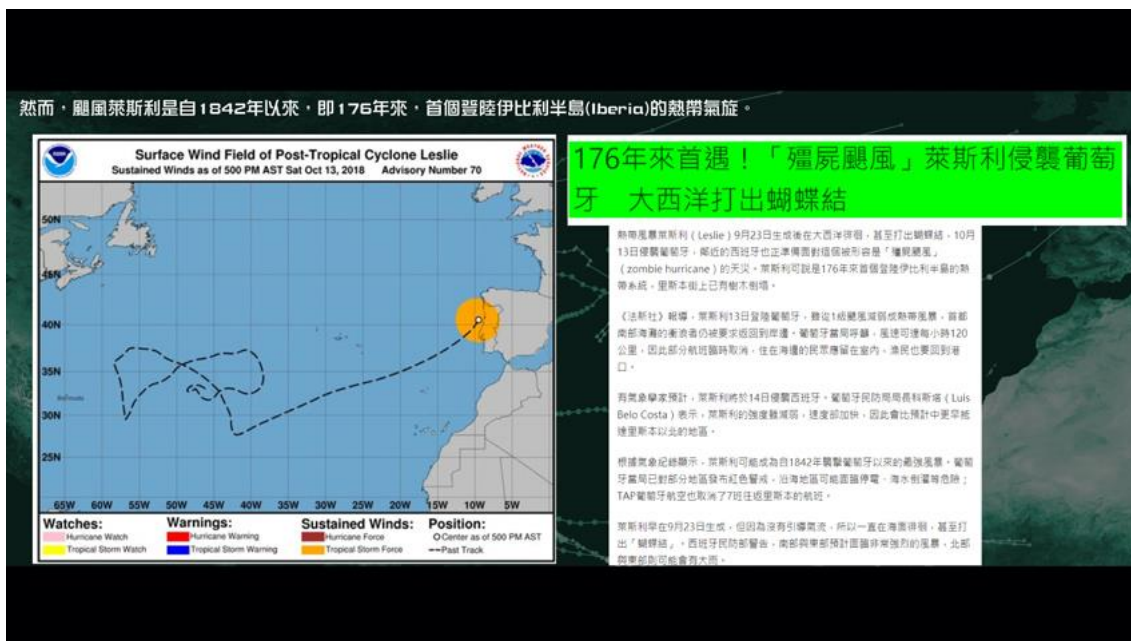 然而，颶風萊斯利是自1842年以來，即176年來，首個登陸伊比利半島(Iberia)的熱帶氣旋。
Surface Wind Field of Post-Tropical Cyclone Leslie
Sustained Winds as of 500 PM AST Sat Oct 13, 2018 Advisory Number 70
50N
45N
40N
35N
30N
25N
Bermuda
65W 60W 55W 50W 45W 40W 35W 30W 25W 20W 15W 10W 5W
Watches: Warnings: Sustained Winds: Position:
Hurricane Watch Hurricane Warning Hurricane Force Center as of 500 PM AST
Tropical Storm Watch Tropical Storm Warning Tropical Storm Force Past Track
176年來首遇！「殭屍颶風」萊斯利侵襲葡萄
牙 大西洋打出蝴蝶結
熱帶風暴萊斯利（Leslie）9月23日生成後在大西洋徘徊，甚至打出蝴蝶結，10月
13日侵襲葡萄牙，鄰近的西班牙也正準備面對這個被形容是「殭屍颶風」
（zombie hurricane）的天災。萊斯利可說是176年來首個登陸伊比利半島的熱
帶系統，里斯本街上已有樹木倒塌。
《法新社》報導，萊斯利13日登陸葡萄牙，雖從1級颶風減弱成熱帶風暴，首都
南部海灘的衝浪者仍被要求返回到岸邊。葡萄牙當局呼籲，風速可達每小時120
公里，因此部分航班臨時取消，住在海邊的民眾應留在室內、漁民也要回到港
口。
有氣象學家預計，萊斯利將於14日侵襲西班牙。葡萄牙民防局局長科斯塔（Luis
Belo Costa）表示，萊斯利的強度雖減弱，速度卻加快，因此會比預計中更早抵
達里斯本以北的地區。
根據氣象紀錄顯示，萊斯利可能成為自1842年襲擊葡萄牙以來的最強風暴。葡萄
牙當局已對部分地區發布紅色警戒，沿海地區可能面臨停電、海水倒灌等危險；
TAP葡萄牙航空也取消了7班往返里斯本的航班。
萊斯利早在9月23日生成，但因為沒有引導氣流，所以一直在海面徘徊，甚至打
出「蝴蝶結」。西班牙民防部警告，南部與東部預計面臨非常強烈的風暴，北部
與東部則可能會有大雨。